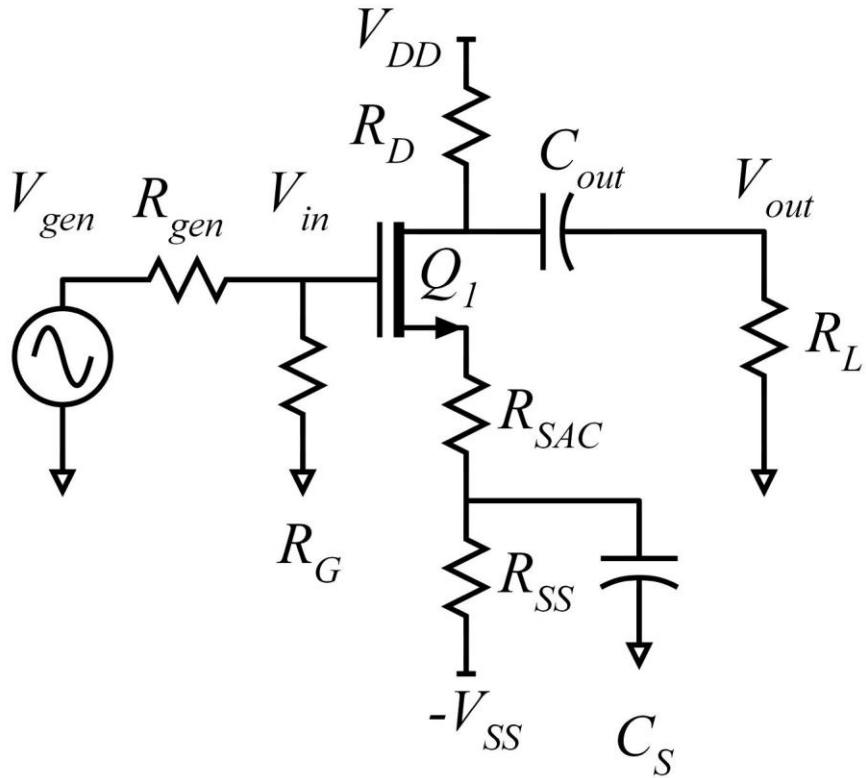 V_DD
R_D
C_out
V_gen
R_gen
V_in
V_out
Q_1
R_L
R_SAC
R_G
R_SS
-V_SS
C_S